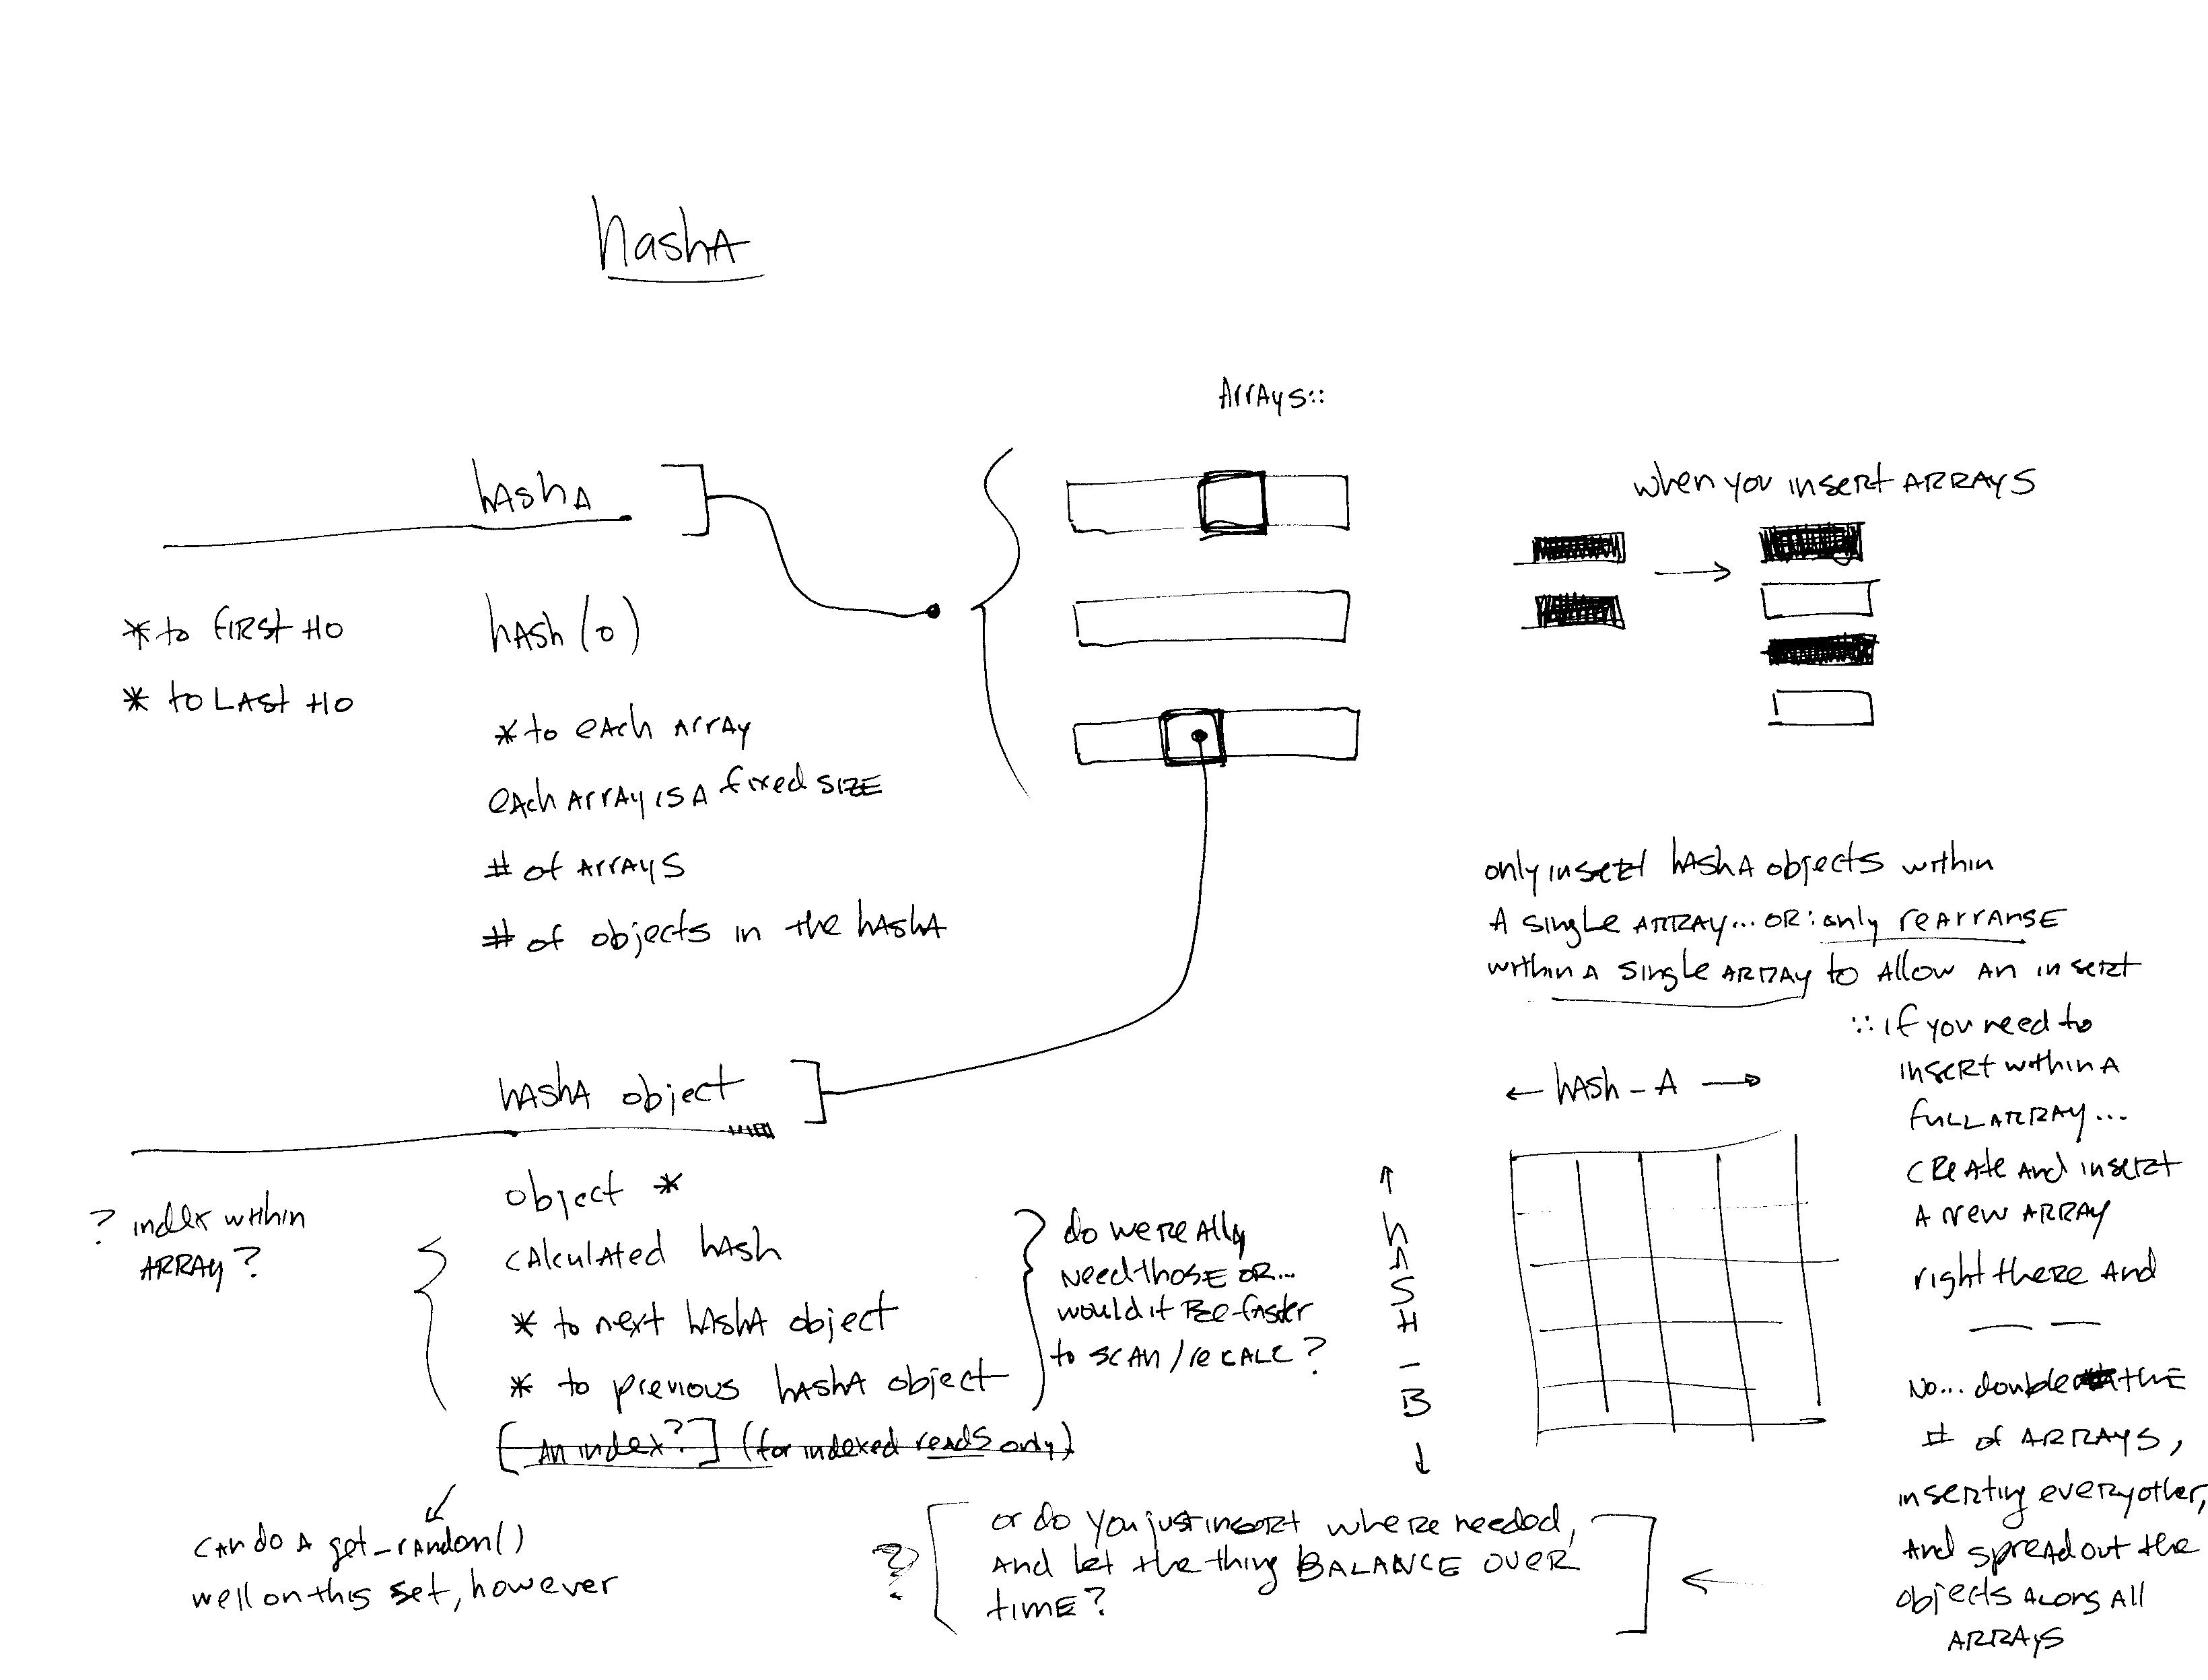 hashA
Arrays::
hAshA
* to first HO
* to LAst HO
hAsh(0)
* to eAch ArrAy
eAch ArrAy is A fixed SIZE
# of ArrAyS
# of objects in the hAshA
when you insert ARRAYS
only insert hAshA objects within
A single ARRAY... OR: only reARRANGE
within A single ARRAY to Allow AN insert
∵ if you need to
insert within A
full ARRAY...
CReAte And insert
A new ARRAY
right there And
— —
No... double the
# of ARRAYS,
inserting every other,
And spread out the
objects Along All
ARRAYS
← hAsh-A →
↑
h
A
S
H
-
B
↓
hAshA object
? index within
ARRAY?
object *
CAlculAted hAsh
* to next hAshA object
* to previous hAshA object
[An index?] (for indexed reads only)
do we reAlly
need those OR...
would it Be faster
to SCAN/reCALC?
CAN do A get_rAndom()
well on this set, however
?
or do you just insert where needed,
And let the thing BALANCE OVER
TIME?